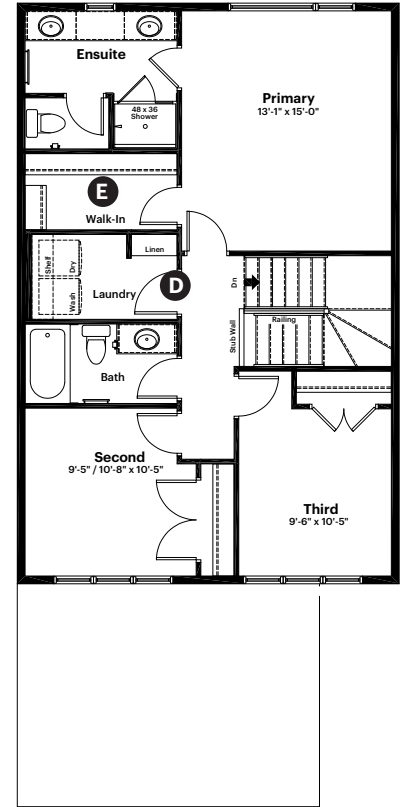 Ensuite
Primary
13'-1" x 15'-0"
48 x 36
Shower
E
Walk-In
Linen
Shelf
Dry
Wash
Laundry
D
Dn
Stub Wall
Railing
Bath
Second
9'-5" / 10'-8" x 10'-5"
Third
9'-6" x 10'-5"